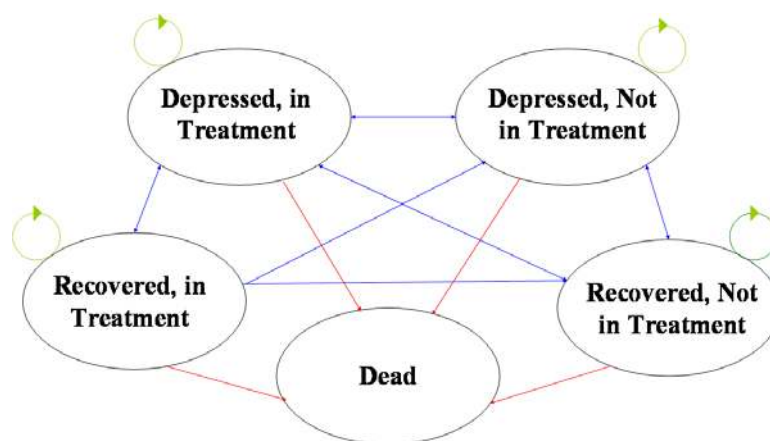 Depressed, in
Treatment
Depressed, Not
in Treatment
Recovered, in
Treatment
Recovered, Not
in Treatment
Dead